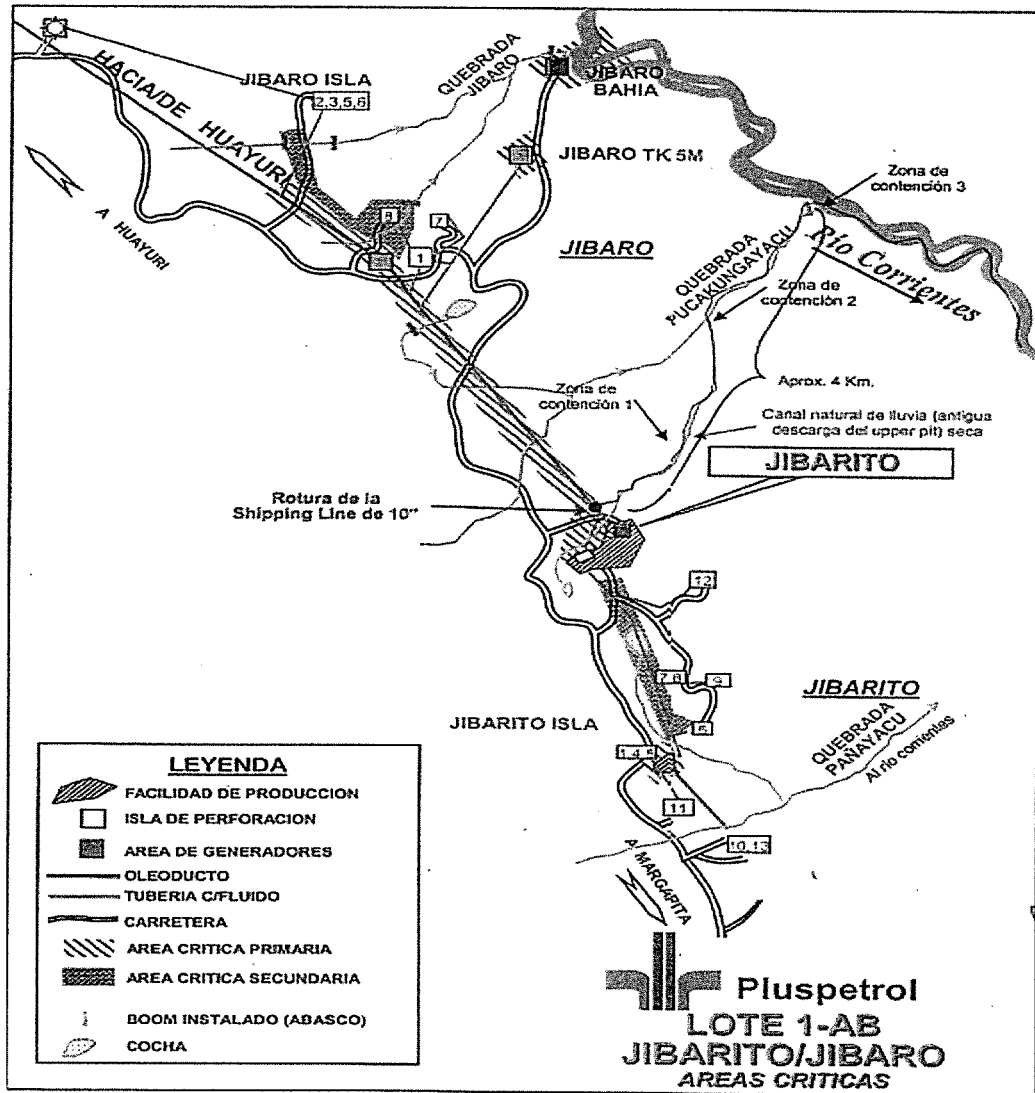 HACIA/DE HUAYURI
JIBARO ISLA
2,3,5,6
QUEBRADA
JIBARO
JIBARO
BAHIA
JIBARO TK 5M
A HUAYURI
8
7
1
JIBARO
Zona de
contención 3
3
Río Corrientes
QUEBRADA
PUCAKUNGAYACU
Zona de
contención 2
Zona de
contención 1
Aprox. 4 Km.
Canal natural de lluvia (antigua
descarga del upper pit) seca
JIBARITO
Rotura de la
Shipping Line de 10"
12
7,8
9
6
JIBARITO ISLA
JIBARITO
1,4,5
QUEBRADA
PAÑAYACU
Al rio corrientes
11
10,13
A MARGARITA
LEYENDA
FACILIDAD DE PRODUCCION
ISLA DE PERFORACION
AREA DE GENERADORES
OLEODUCTO
TUBERIA C/FLUIDO
CARRETERA
AREA CRITICA PRIMARIA
AREA CRITICA SECUNDARIA
BOOM INSTALADO (ABASCO)
COCHA
Pluspetrol
LOTE 1-AB
JIBARITO/JIBARO
AREAS CRITICAS